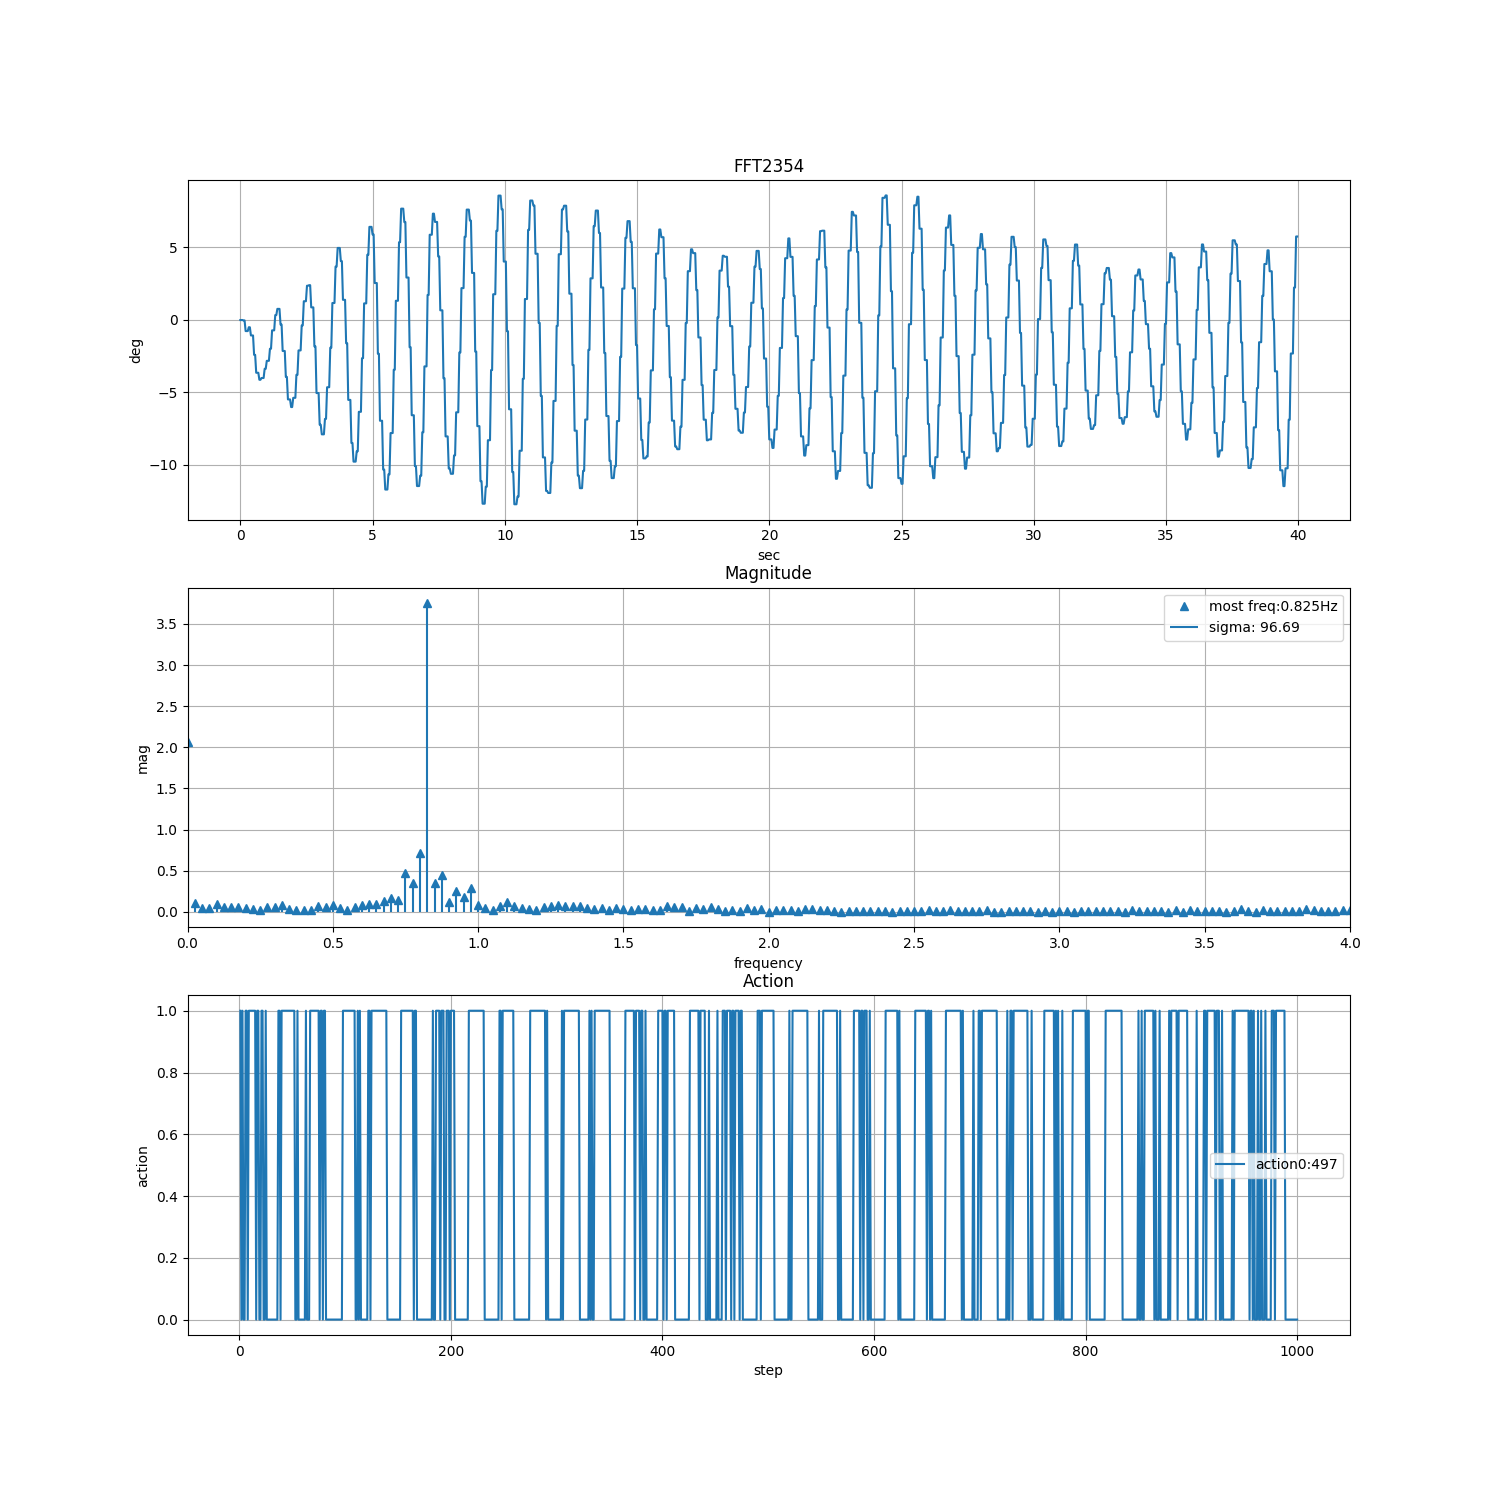 FFT2354
5
0
−5
−10
deg
0 5 10 15 20 25 30 35 40
sec
Magnitude
most freq:0.825Hz
sigma: 96.69
3.5
3.0
2.5
2.0
1.5
1.0
0.5
0.0
mag
0.0 0.5 1.0 1.5 2.0 2.5 3.0 3.5 4.0
frequency
Action
1.0
0.8
0.6
0.4
0.2
0.0
action
action0:497
0 200 400 600 800 1000
step